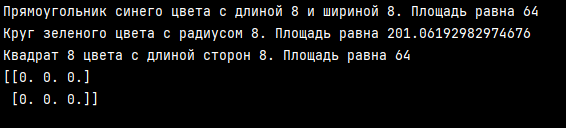 Прямоугольник синего цвета с длиной 8 и шириной 8. Площадь равна 64
Круг зеленого цвета с радиусом 8. Площадь равна 201.06192982974676
Квадрат 8 цвета с длиной сторон 8. Площадь равна 64
[[0. 0. 0.]
 [0. 0. 0.]]